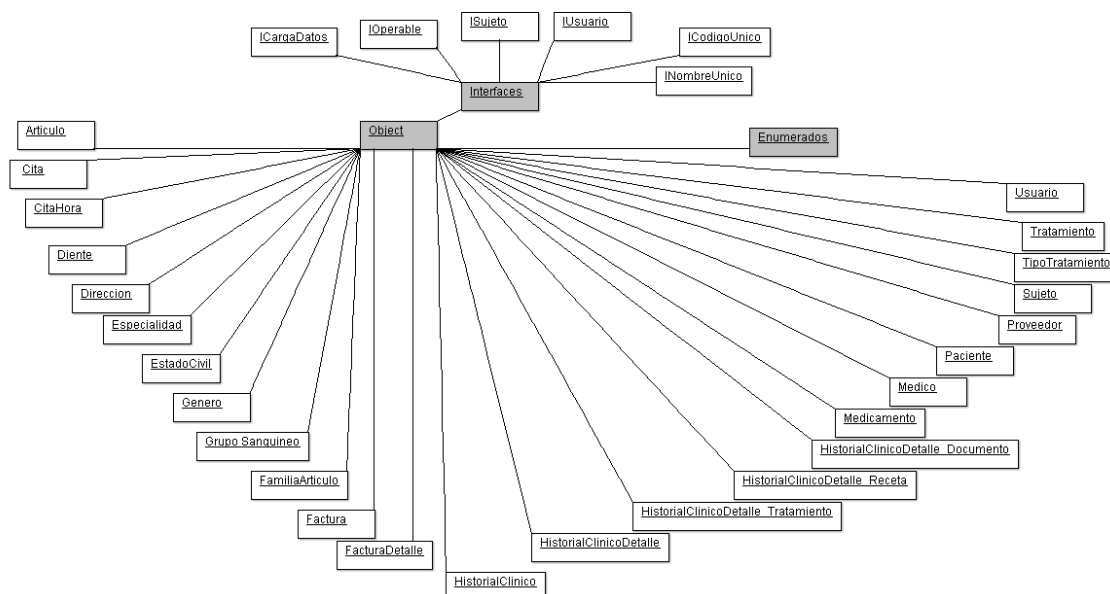 ISujeto
IUsuario
IOperable
ICargaDatos
ICodigoUnico
INombreUnico
Interfaces
Articulo
Object
Enumerados
Cita
Usuario
CitaHora
Tratamiento
Diente
TipoTratamiento
Direccion
Sujeto
Especialidad
Proveedor
EstadoCivil
Paciente
Genero
Medico
Grupo Sanguineo
Medicamento
HistorialClinicoDetalle_Documento
FamiliaArticulo
HistorialClinicoDetalle_Receta
Factura
HistorialClinicoDetalle_Tratamiento
FacturaDetalle
HistorialClinicoDetalle
HistorialClinico